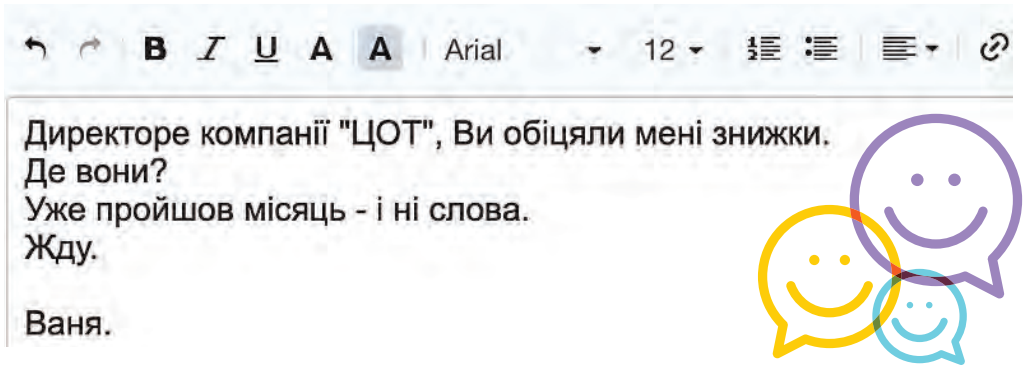 B I U A A Arial 12
Директоре компанії "ЦОТ", Ви обіцяли мені знижки.
Де вони?
Уже пройшов місяць - і ні слова.
Жду.
Ваня.